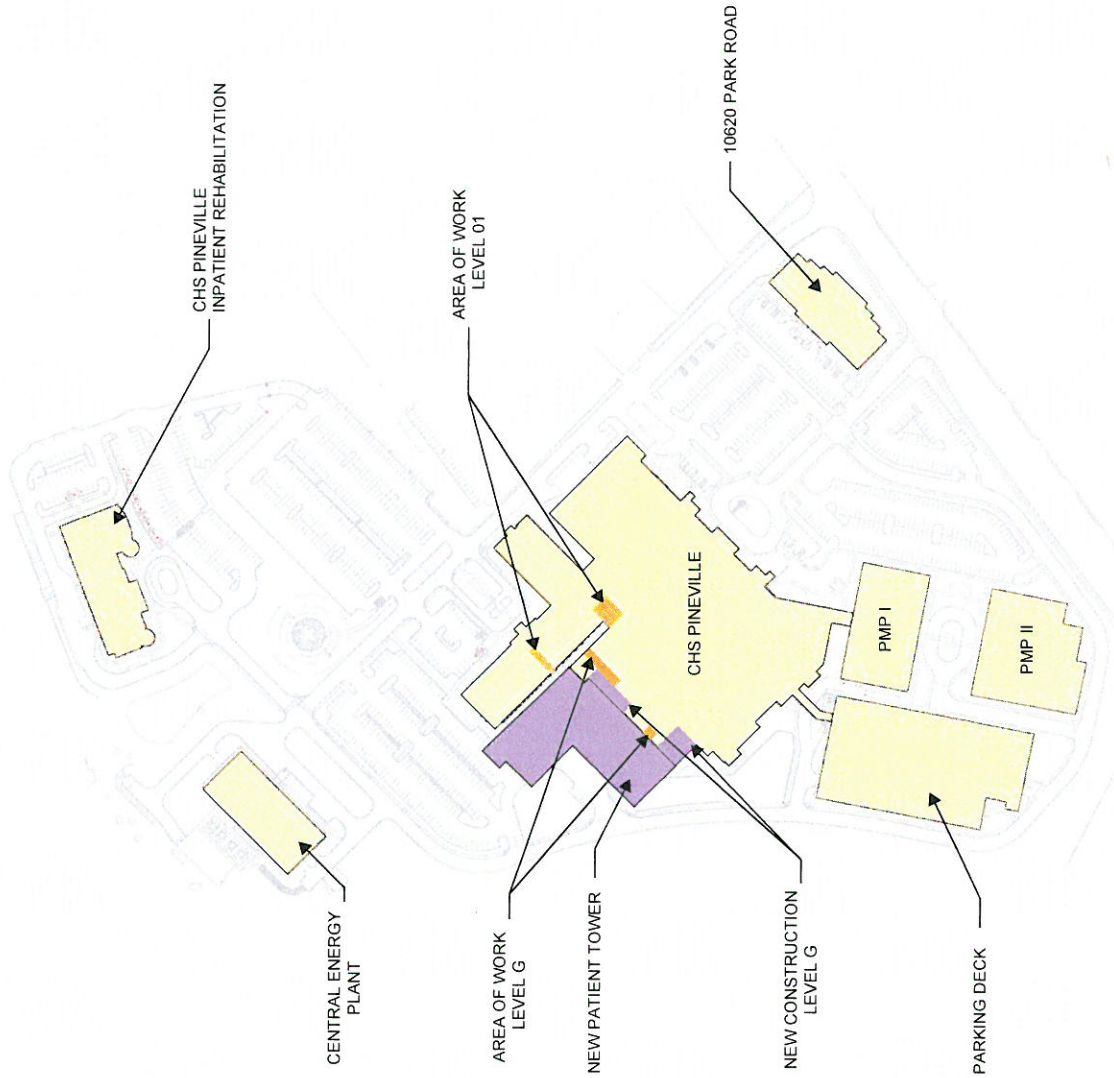 CHS PINEVILLE
INPATIENT REHABILITATION
10620 PARK ROAD
AREA OF WORK
LEVEL 01
CHS PINEVILLE
PMP I
PMP II
CENTRAL ENERGY
PLANT
AREA OF WORK
LEVEL G
NEW PATIENT TOWER
NEW CONSTRUCTION
LEVEL G
PARKING DECK